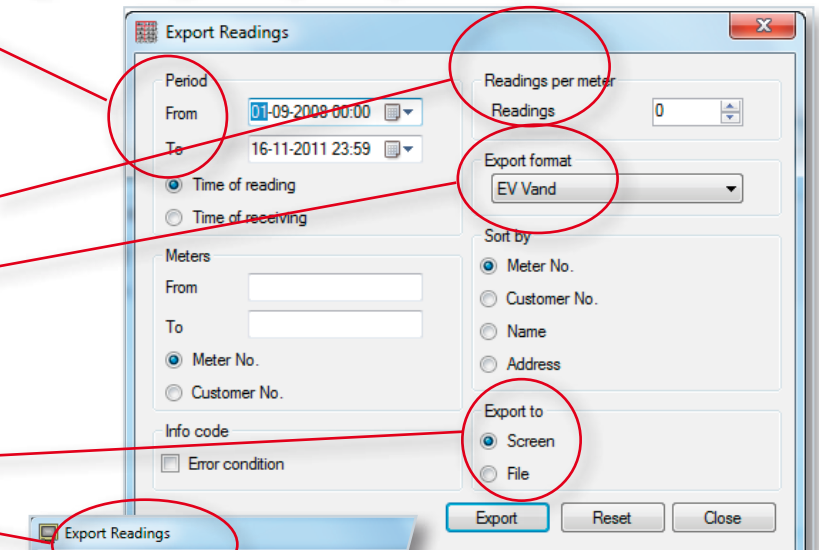 Export Readings
Period
From 01-09-2008 00:00
To 16-11-2011 23:59
Time of reading
Time of receiving
Meters
From
To
Meter No.
Customer No.
Info code
Error condition
Readings per meter
Readings 0
Export format
EV Vand
Sort by
Meter No.
Customer No.
Name
Address
Export to
Screen
File
Export Reset Close
Export Readings